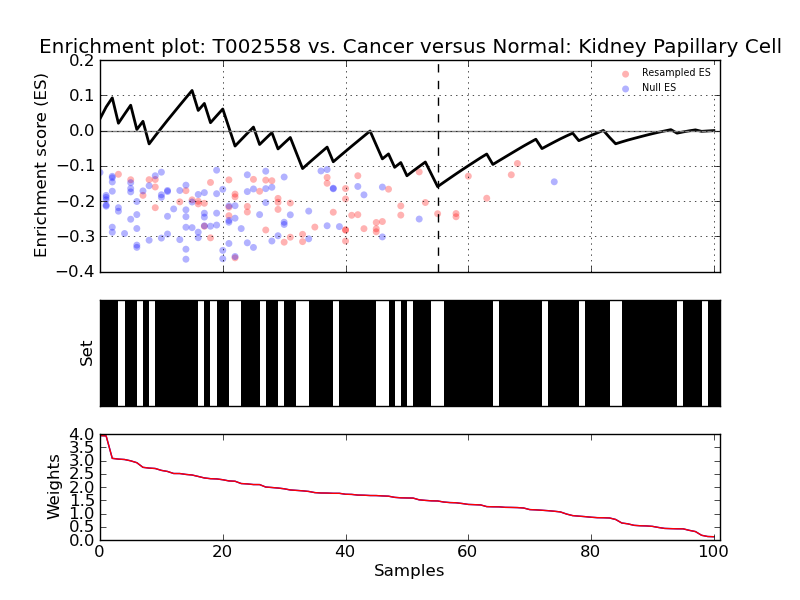 Enrichment plot: T002558 vs. Cancer versus Normal: Kidney Papillary Cell
Enrichment score (ES)
0.2
0.1
0.0
−0.1
−0.2
−0.3
−0.4
Resampled ES
Null ES
Set
Weights
4.0
3.5
3.0
2.5
2.0
1.5
1.0
0.5
0.0
0 20 40 60 80 100
Samples